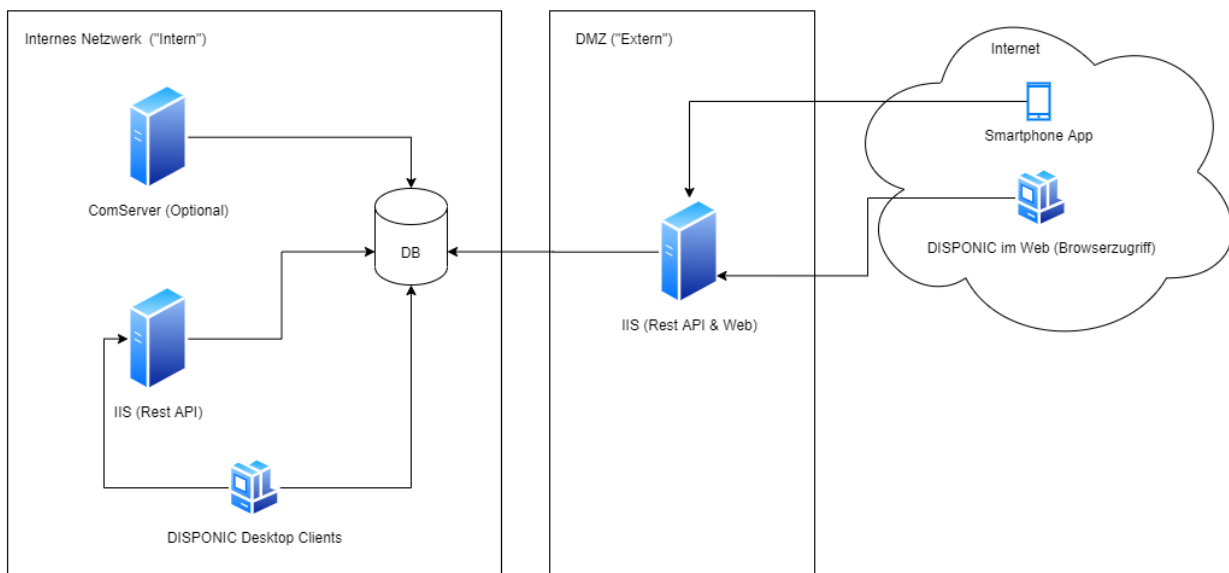 Internes Netzwerk ("Intern")
DMZ ("Extern")
Internet
Smartphone App
ComServer (Optional)
DB
DISPONIC im Web (Browserzugriff)
IIS (Rest API & Web)
IIS (Rest API)
DISPONIC Desktop Clients